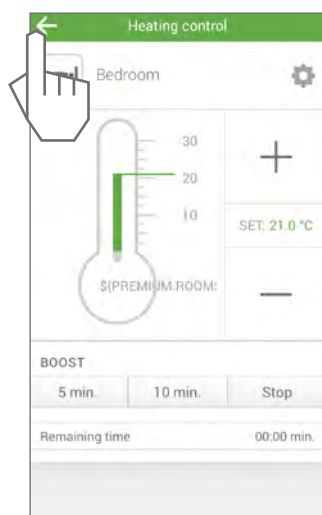 Heating control
Bedroom
30
20
10
SET: 21.0 °C
$(PREMIUM.ROOM:
BOOST
5 min. 10 min. Stop
Remaining time 00:00 min.